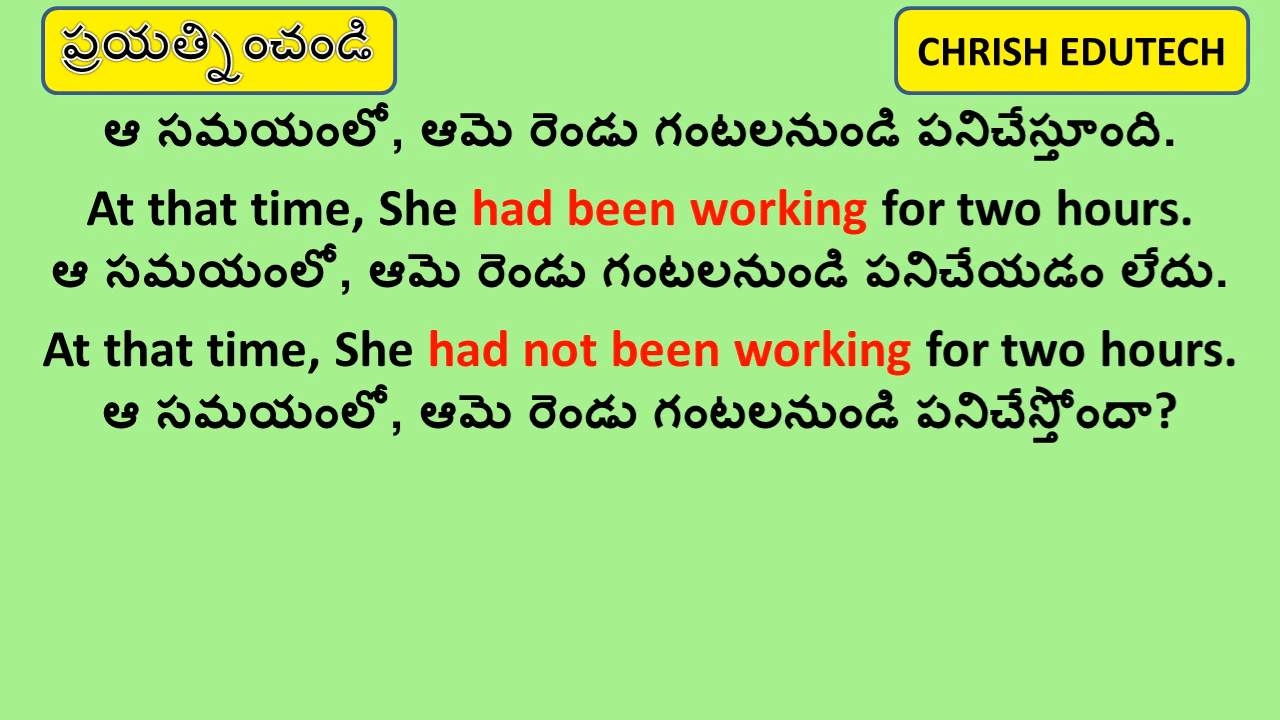 ప్రయత్నించండి
CHRISH EDUTECH
ఆ సమయంలో, ఆమె రెండు గంటలనుండి పనిచేస్తూంది.
At that time, She had been working for two hours.
ఆ సమయంలో, ఆమె రెండు గంటలనుండి పనిచేయడం లేదు.
At that time, She had not been working for two hours.
ఆ సమయంలో, ఆమె రెండు గంటలనుండి పనిచేస్తోందా?